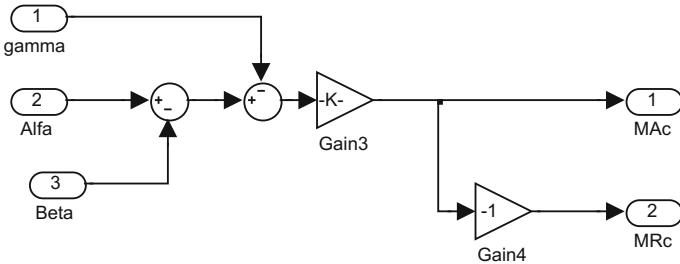 1
gamma
2
Alfa
3
Beta
+
−
+
−
-K-
Gain3
-1
Gain4
1
MAc
2
MRc